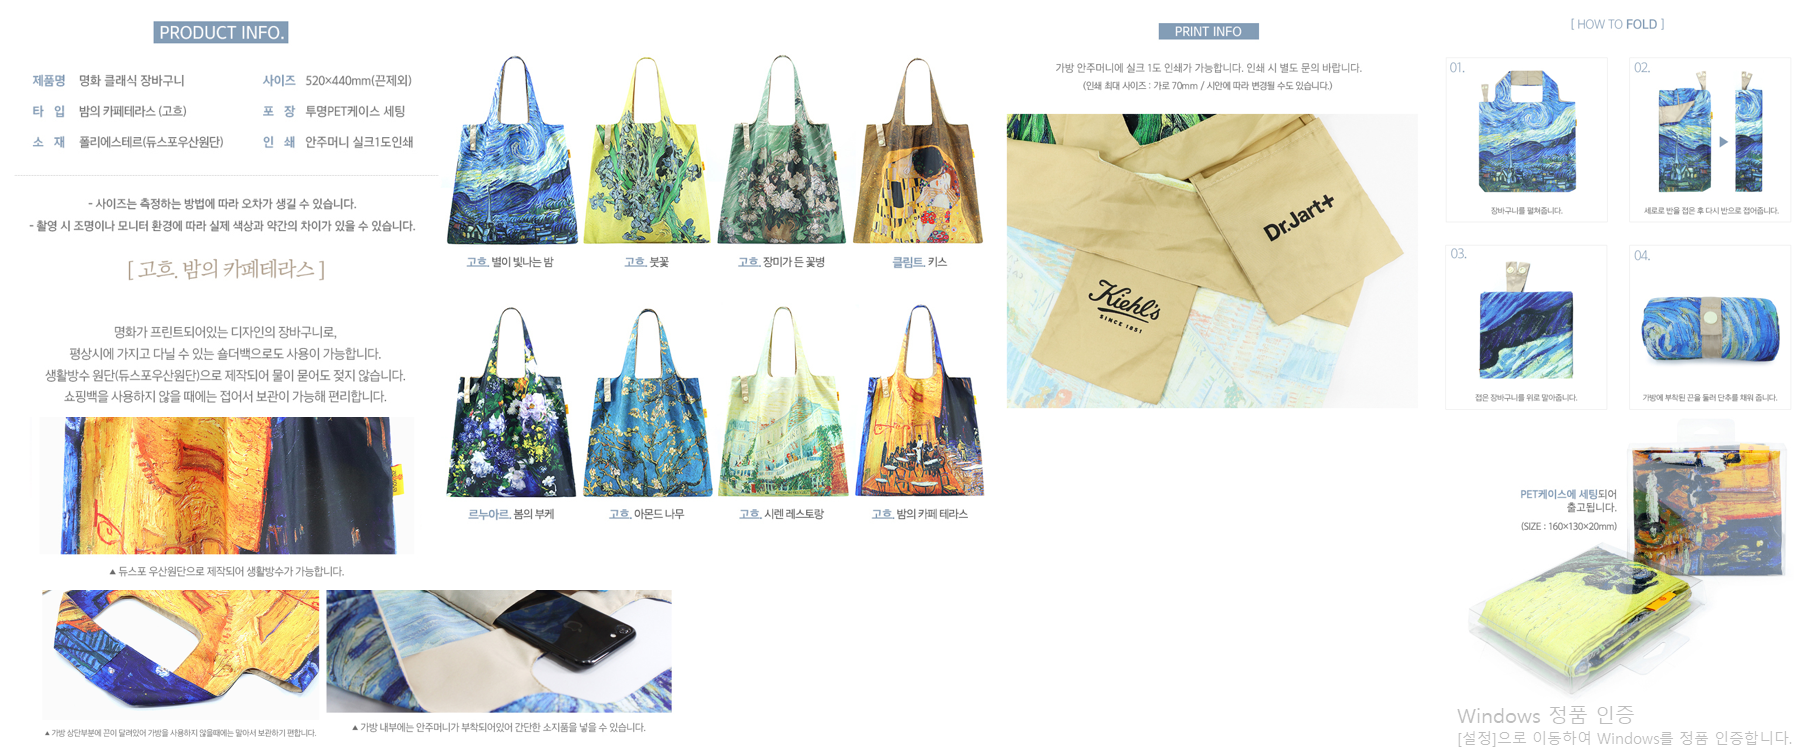 PRODUCT INFO.
제품명 명화 클래식 장바구니
사이즈 520×440mm(끈제외)
타 입 밤의 카페테라스 (고흐)
포 장 투명PET케이스 세팅
소 재 폴리에스테르(듀스포우산원단)
인 쇄 안주머니 실크1도인쇄
- 사이즈는 측정하는 방법에 따라 오차가 생길 수 있습니다.
- 촬영 시 조명이나 모니터 환경에 따라 실제 색상과 약간의 차이가 있을 수 있습니다.
[ 고흐. 밤의 카페테라스 ]
명화가 프린트되어있는 디자인의 장바구니로,
평상시에 가지고 다닐 수 있는 숄더백으로도 사용이 가능합니다.
생활방수 원단(듀스포우산원단)으로 제작되어 물이 묻어도 젖지 않습니다.
쇼핑백을 사용하지 않을 때에는 접어서 보관이 가능해 편리합니다.
▲ 듀스포 우산원단으로 제작되어 생활방수가 가능합니다.
▲ 가방 상단부분에 끈이 달려있어 가방을 사용하지 않을때에는 말아서 보관하기 편합니다.
▲ 가방 내부에는 안주머니가 부착되어있어 간단한 소지품을 넣을 수 있습니다.
고흐. 별이 빛나는 밤
고흐. 붓꽃
고흐. 장미가 든 꽃병
클림트. 키스
르누아르. 봄의 부케
고흐. 아몬드 나무
고흐. 시렌 레스토랑
고흐. 밤의 카페 테라스
PRINT INFO
가방 안주머니에 실크 1도 인쇄가 가능합니다. 인쇄 시 별도 문의 바랍니다.
(인쇄 최대 사이즈 : 가로 70mm / 시안에 따라 변경될 수도 있습니다.)
Dr.Jart+
Kiehl's
SINCE 1851
[ HOW TO FOLD ]
01.
장바구니를 펼쳐줍니다.
02.
세로로 반을 접은 후 다시 반으로 접어줍니다.
03.
접은 장바구니를 위로 말아줍니다.
04.
가방에 부착된 끈을 둘러 단추를 채워 줍니다.
PET케이스에 세팅되어
출고됩니다.
(SIZE : 160×130×20mm)
Windows 정품 인증
[설정]으로 이동하여 Windows를 정품 인증합니다.